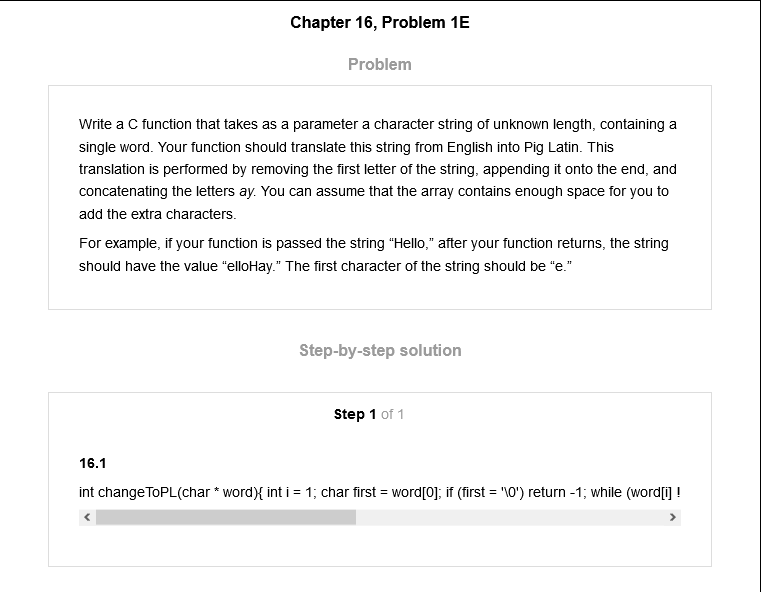 Chapter 16, Problem 1E
Problem
Write a C function that takes as a parameter a character string of unknown length, containing a
single word. Your function should translate this string from English into Pig Latin. This
translation is performed by removing the first letter of the string, appending it onto the end, and
concatenating the letters ay. You can assume that the array contains enough space for you to
add the extra characters.
For example, if your function is passed the string “Hello,” after your function returns, the string
should have the value “elloHay.” The first character of the string should be “e.”
Step-by-step solution
Step 1 of 1
16.1
int changeToPL(char * word){ int i = 1; char first = word[0]; if (first = '\0') return -1; while (word[i] !